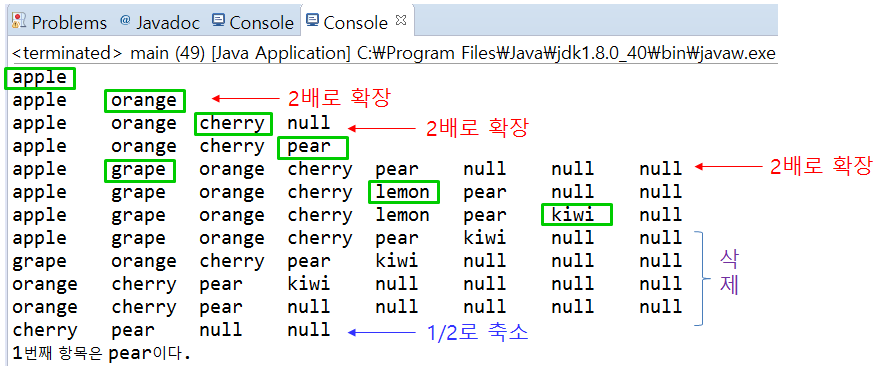 Problems @ Javadoc Console Console
<terminated> main (49) [Java Application] C:₩Program Files₩Java₩jdk1.8.0_40₩bin₩javaw.exe
apple
apple orange 2배로 확장
apple orange cherry null 2배로 확장
apple orange cherry pear
apple grape orange cherry pear null null null 2배로 확장
apple grape orange cherry lemon pear null null
apple grape orange cherry lemon pear kiwi null
apple grape orange cherry pear kiwi null null
grape orange cherry pear kiwi null null null 삭제
orange cherry pear kiwi null null null null
orange cherry pear null null null null null
cherry pear null null 1/2로 축소
1번째 항목은 pear이다.